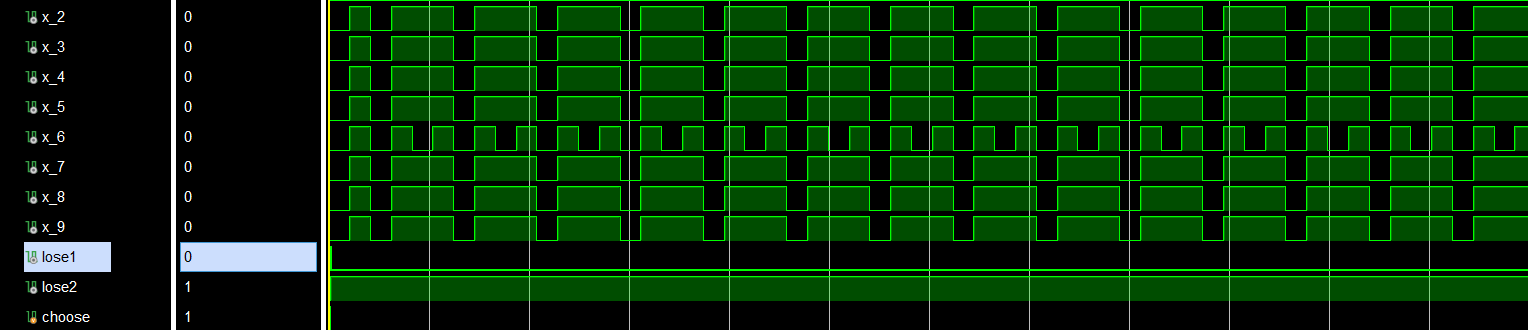 x_2 0
x_3 0
x_4 0
x_5 0
x_6 0
x_7 0
x_8 0
x_9 0
lose1 0
lose2 1
choose 1